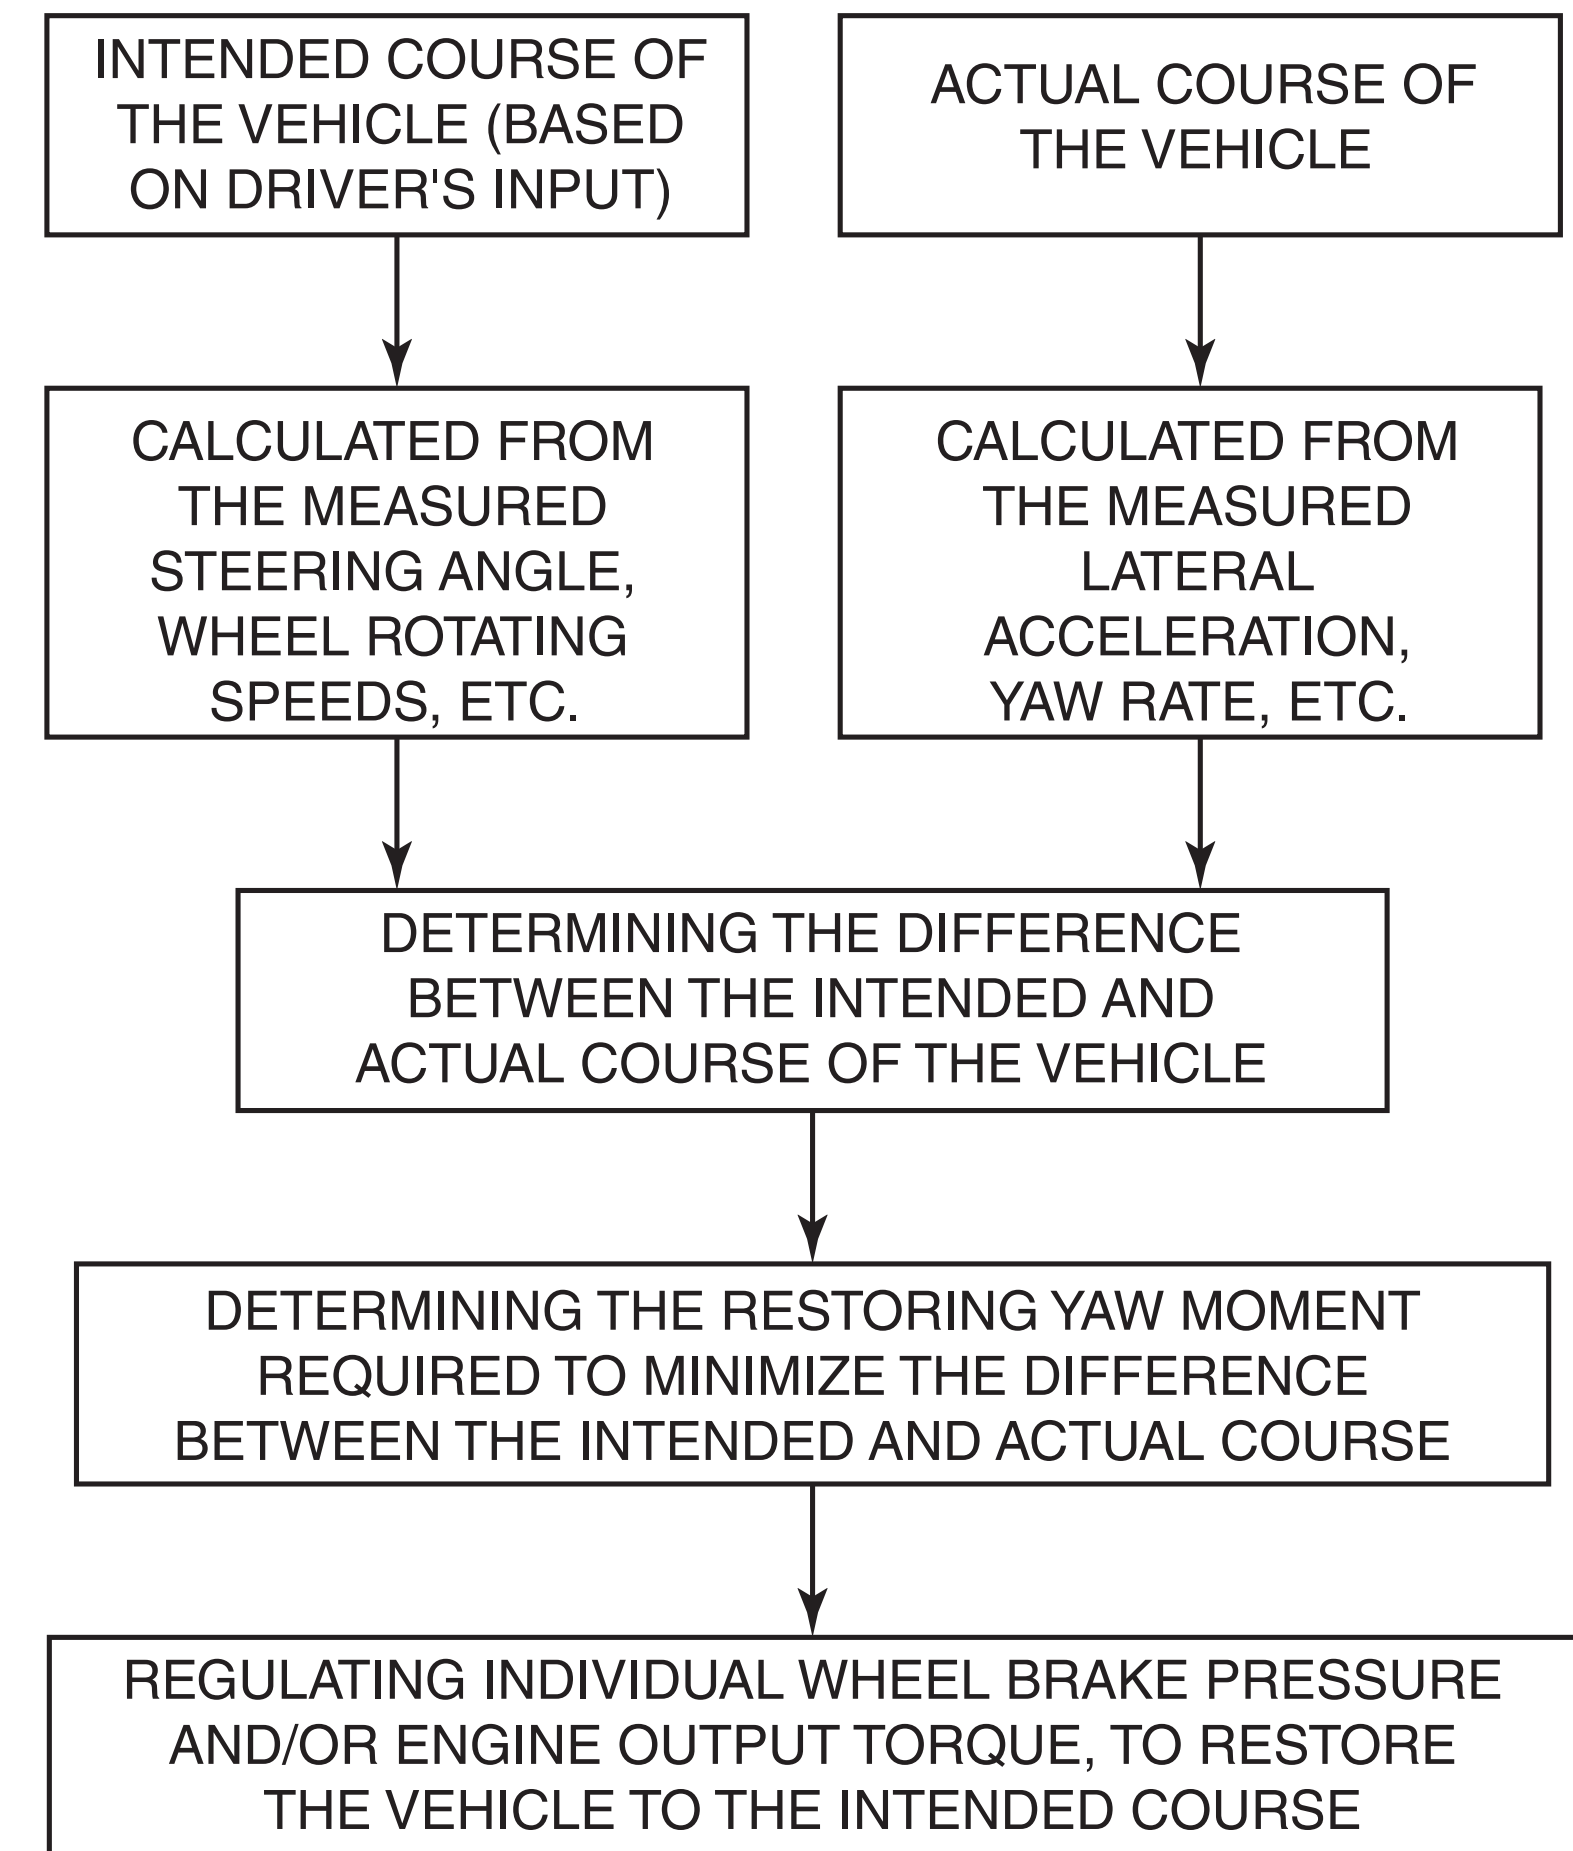 INTENDED COURSE OF
THE VEHICLE (BASED
ON DRIVER'S INPUT)
ACTUAL COURSE OF
THE VEHICLE
CALCULATED FROM
THE MEASURED
STEERING ANGLE,
WHEEL ROTATING
SPEEDS, ETC.
CALCULATED FROM
THE MEASURED
LATERAL
ACCELERATION,
YAW RATE, ETC.
DETERMINING THE DIFFERENCE
BETWEEN THE INTENDED AND
ACTUAL COURSE OF THE VEHICLE
DETERMINING THE RESTORING YAW MOMENT
REQUIRED TO MINIMIZE THE DIFFERENCE
BETWEEN THE INTENDED AND ACTUAL COURSE
REGULATING INDIVIDUAL WHEEL BRAKE PRESSURE
AND/OR ENGINE OUTPUT TORQUE, TO RESTORE
THE VEHICLE TO THE INTENDED COURSE